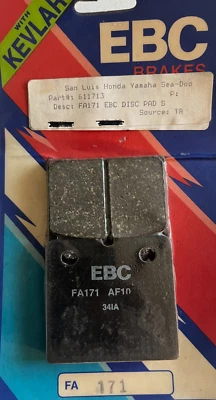 WITH
KEVLAR
EBC
BRAKES
San Luis Honda Yamaha Sea-Doo
Part#: 611713
Desc: FA171 EBC DISC PAD S
Source: TR
EBC
FA171 AF10
341A
FA 171